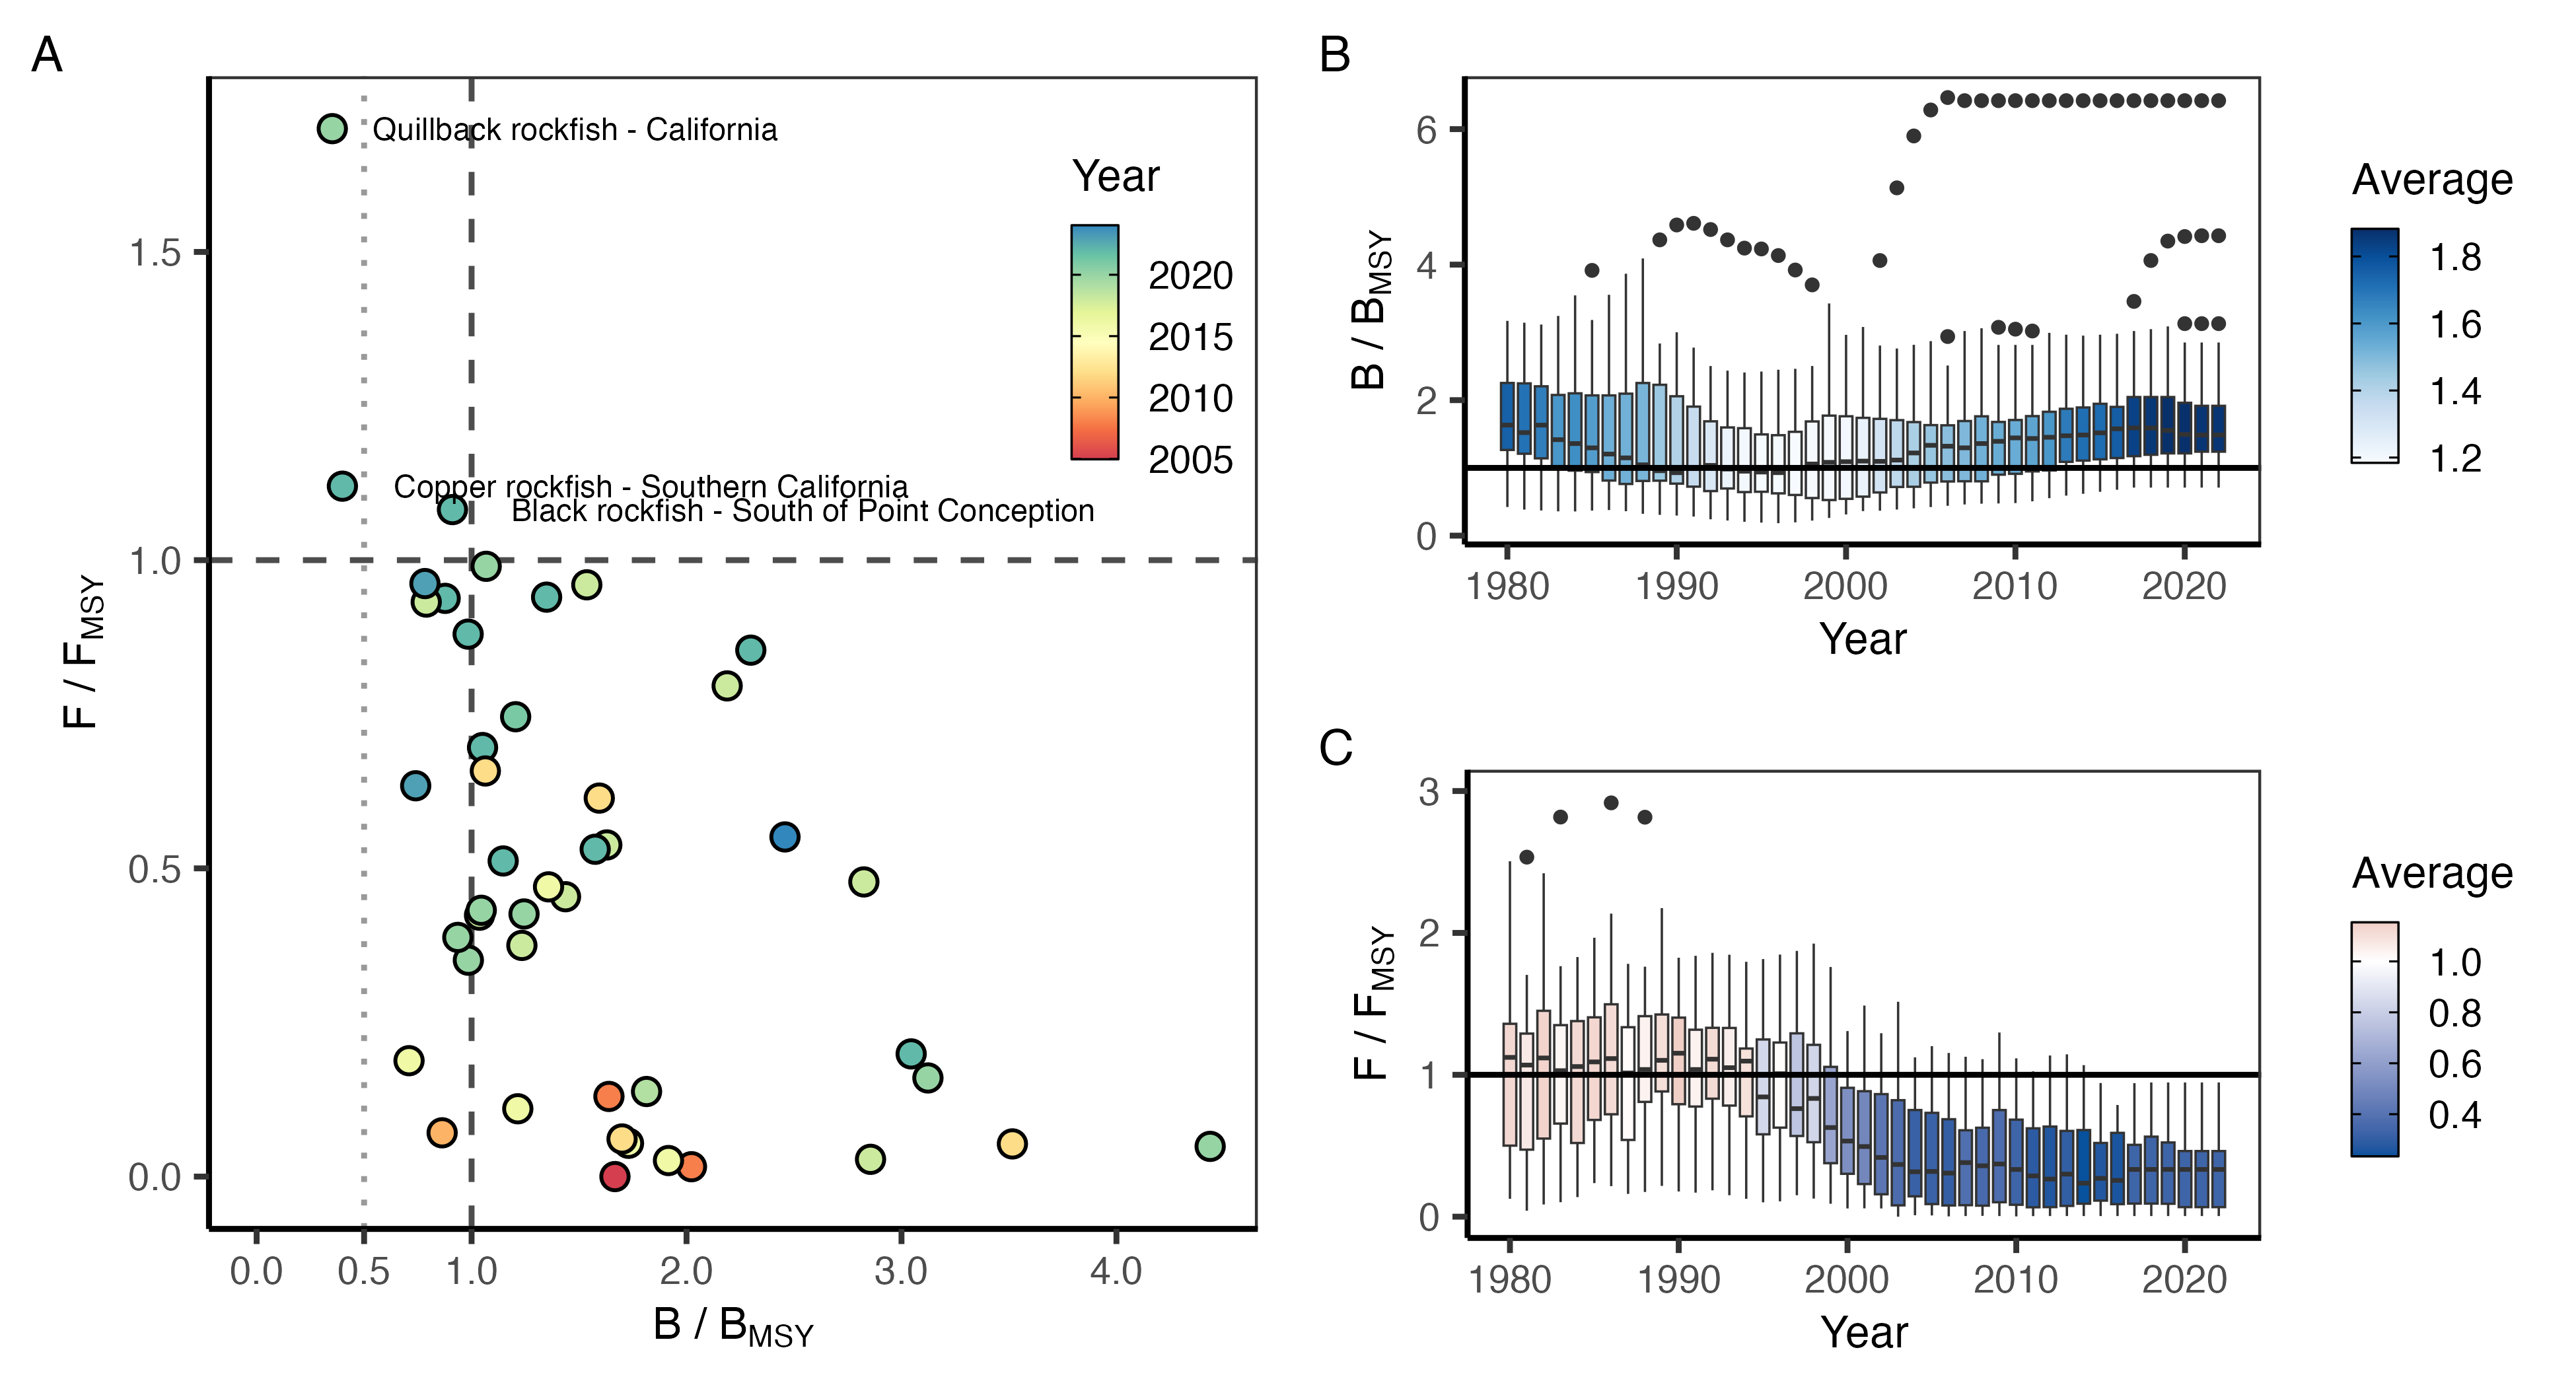 A
Quillback rockfish - California
Year
2020
2015
2010
2005
1.5
Copper rockfish - Southern California
Black rockfish - South of Point Conception
1.0
0.5
0.0
F / FMSY
0.0 0.5 1.0 2.0 3.0 4.0
B / BMSY
B
6
4
2
0
B / BMSY
1980 1990 2000 2010 2020
Year
Average
1.8
1.6
1.4
1.2
C
3
2
1
0
F / FMSY
1980 1990 2000 2010 2020
Year
Average
1.0
0.8
0.6
0.4